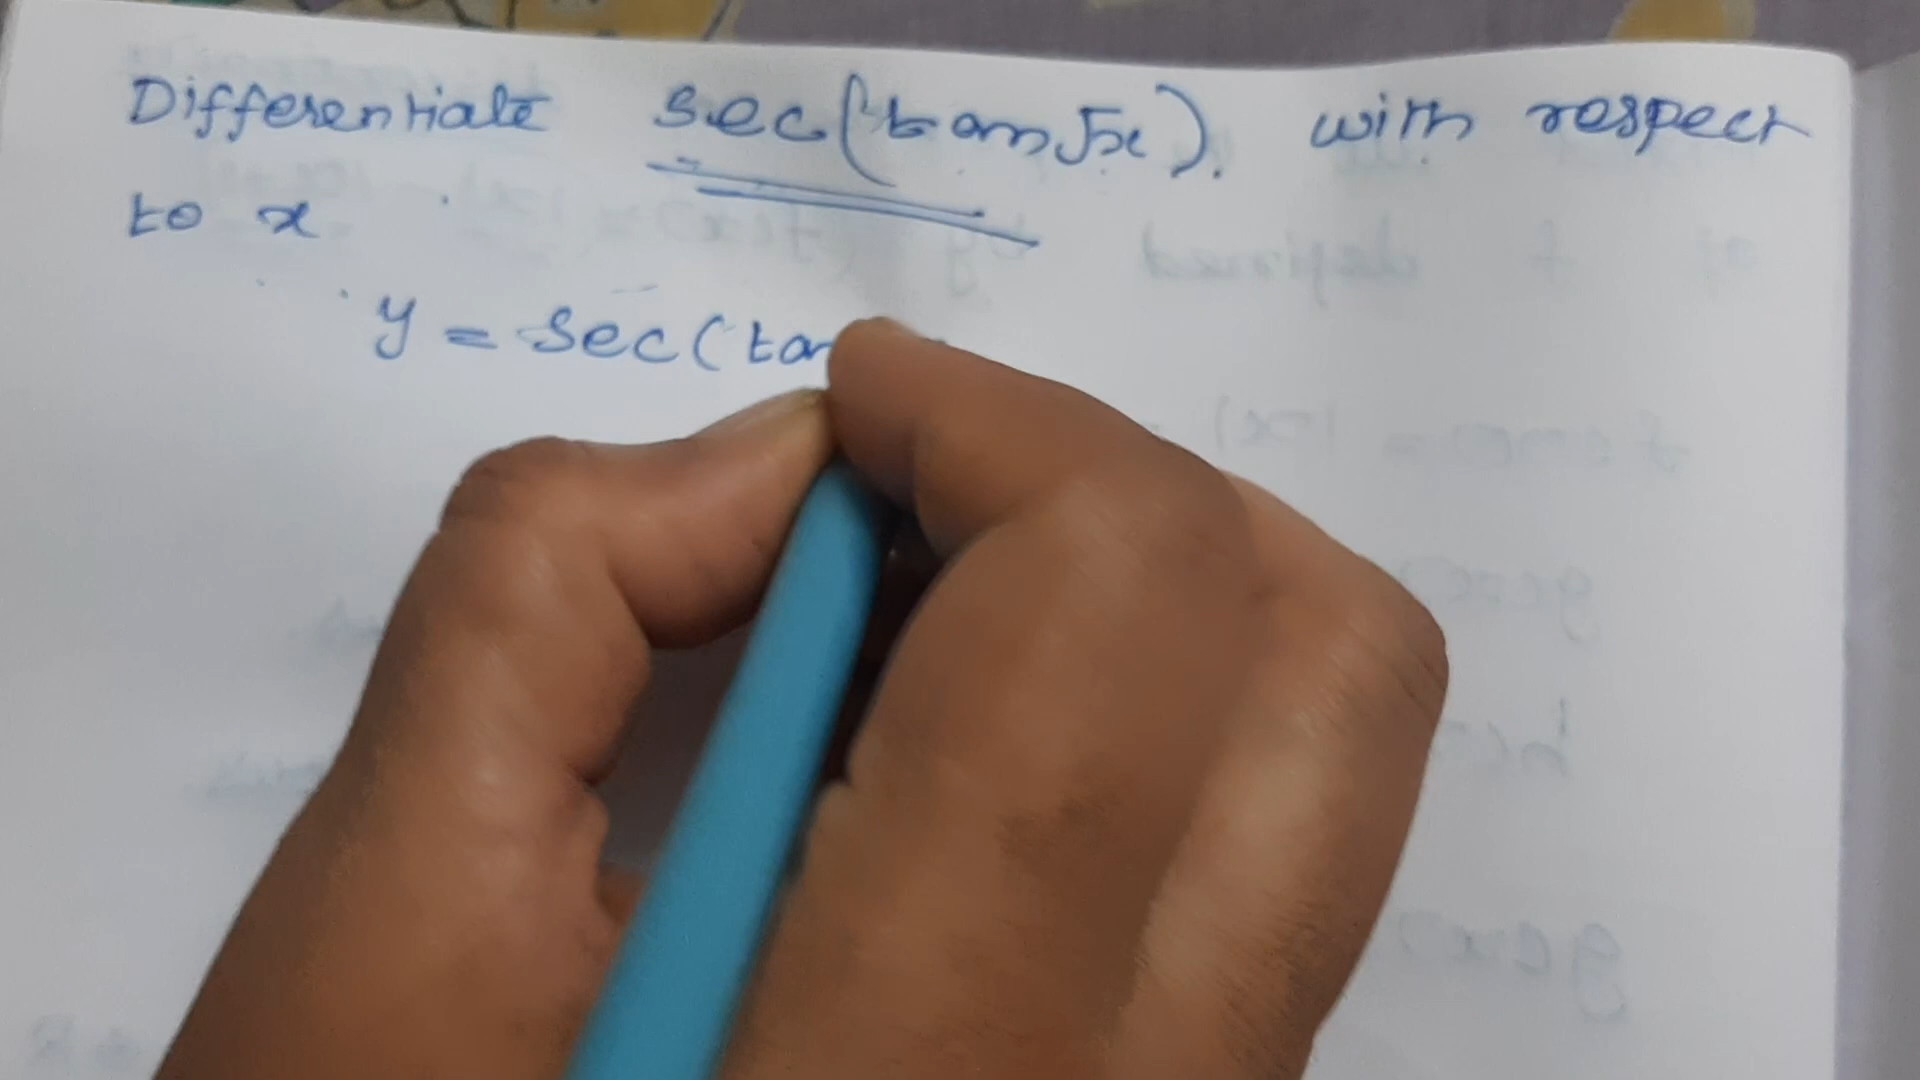 Differentiate sec(tan√x). with respect
to x
y = sec(tan